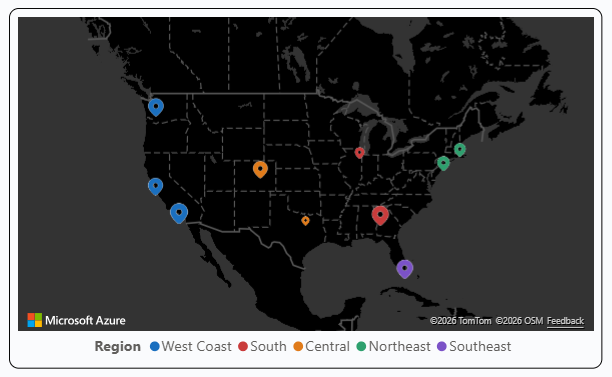 Microsoft Azure
©2026 TomTom ©2026 OSM Feedback
Region West Coast South Central Northeast Southeast